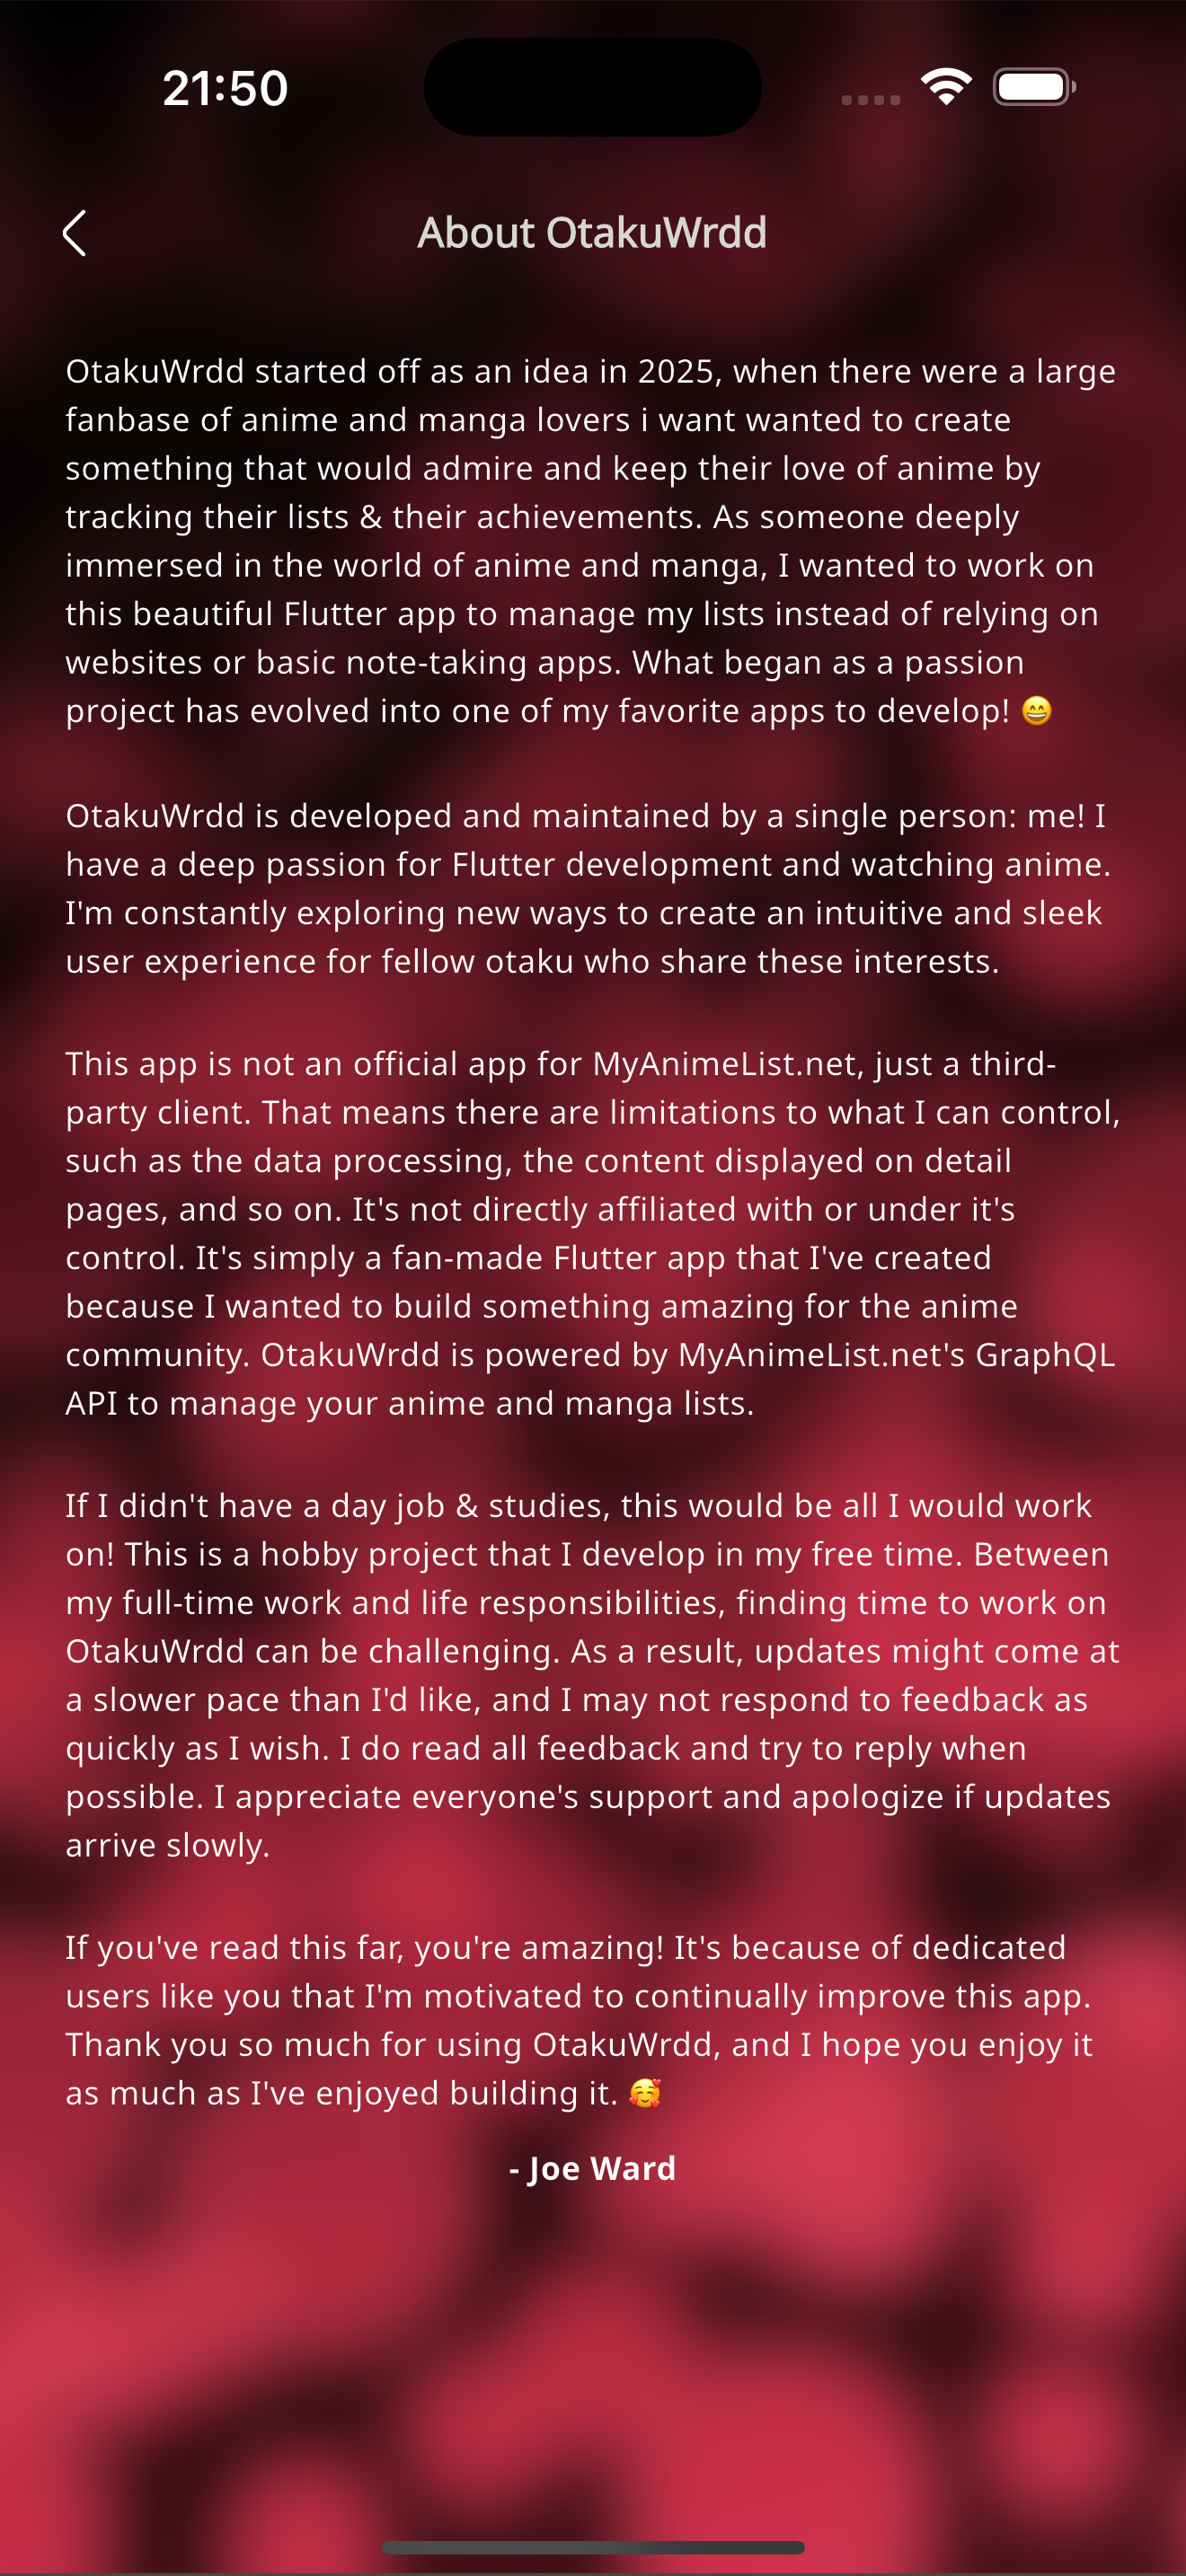 21:50
About OtakuWrdd
OtakuWrdd started off as an idea in 2025, when there were a large
fanbase of anime and manga lovers i want wanted to create
something that would admire and keep their love of anime by
tracking their lists & their achievements. As someone deeply
immersed in the world of anime and manga, I wanted to work on
this beautiful Flutter app to manage my lists instead of relying on
websites or basic note-taking apps. What began as a passion
project has evolved into one of my favorite apps to develop! 😄
OtakuWrdd is developed and maintained by a single person: me! I
have a deep passion for Flutter development and watching anime.
I'm constantly exploring new ways to create an intuitive and sleek
user experience for fellow otaku who share these interests.
This app is not an official app for MyAnimeList.net, just a third-
party client. That means there are limitations to what I can control,
such as the data processing, the content displayed on detail
pages, and so on. It's not directly affiliated with or under it's
control. It's simply a fan-made Flutter app that I've created
because I wanted to build something amazing for the anime
community. OtakuWrdd is powered by MyAnimeList.net's GraphQL
API to manage your anime and manga lists.
If I didn't have a day job & studies, this would be all I would work
on! This is a hobby project that I develop in my free time. Between
my full-time work and life responsibilities, finding time to work on
OtakuWrdd can be challenging. As a result, updates might come at
a slower pace than I'd like, and I may not respond to feedback as
quickly as I wish. I do read all feedback and try to reply when
possible. I appreciate everyone's support and apologize if updates
arrive slowly.
If you've read this far, you're amazing! It's because of dedicated
users like you that I'm motivated to continually improve this app.
Thank you so much for using OtakuWrdd, and I hope you enjoy it
as much as I've enjoyed building it. 🥰
- Joe Ward